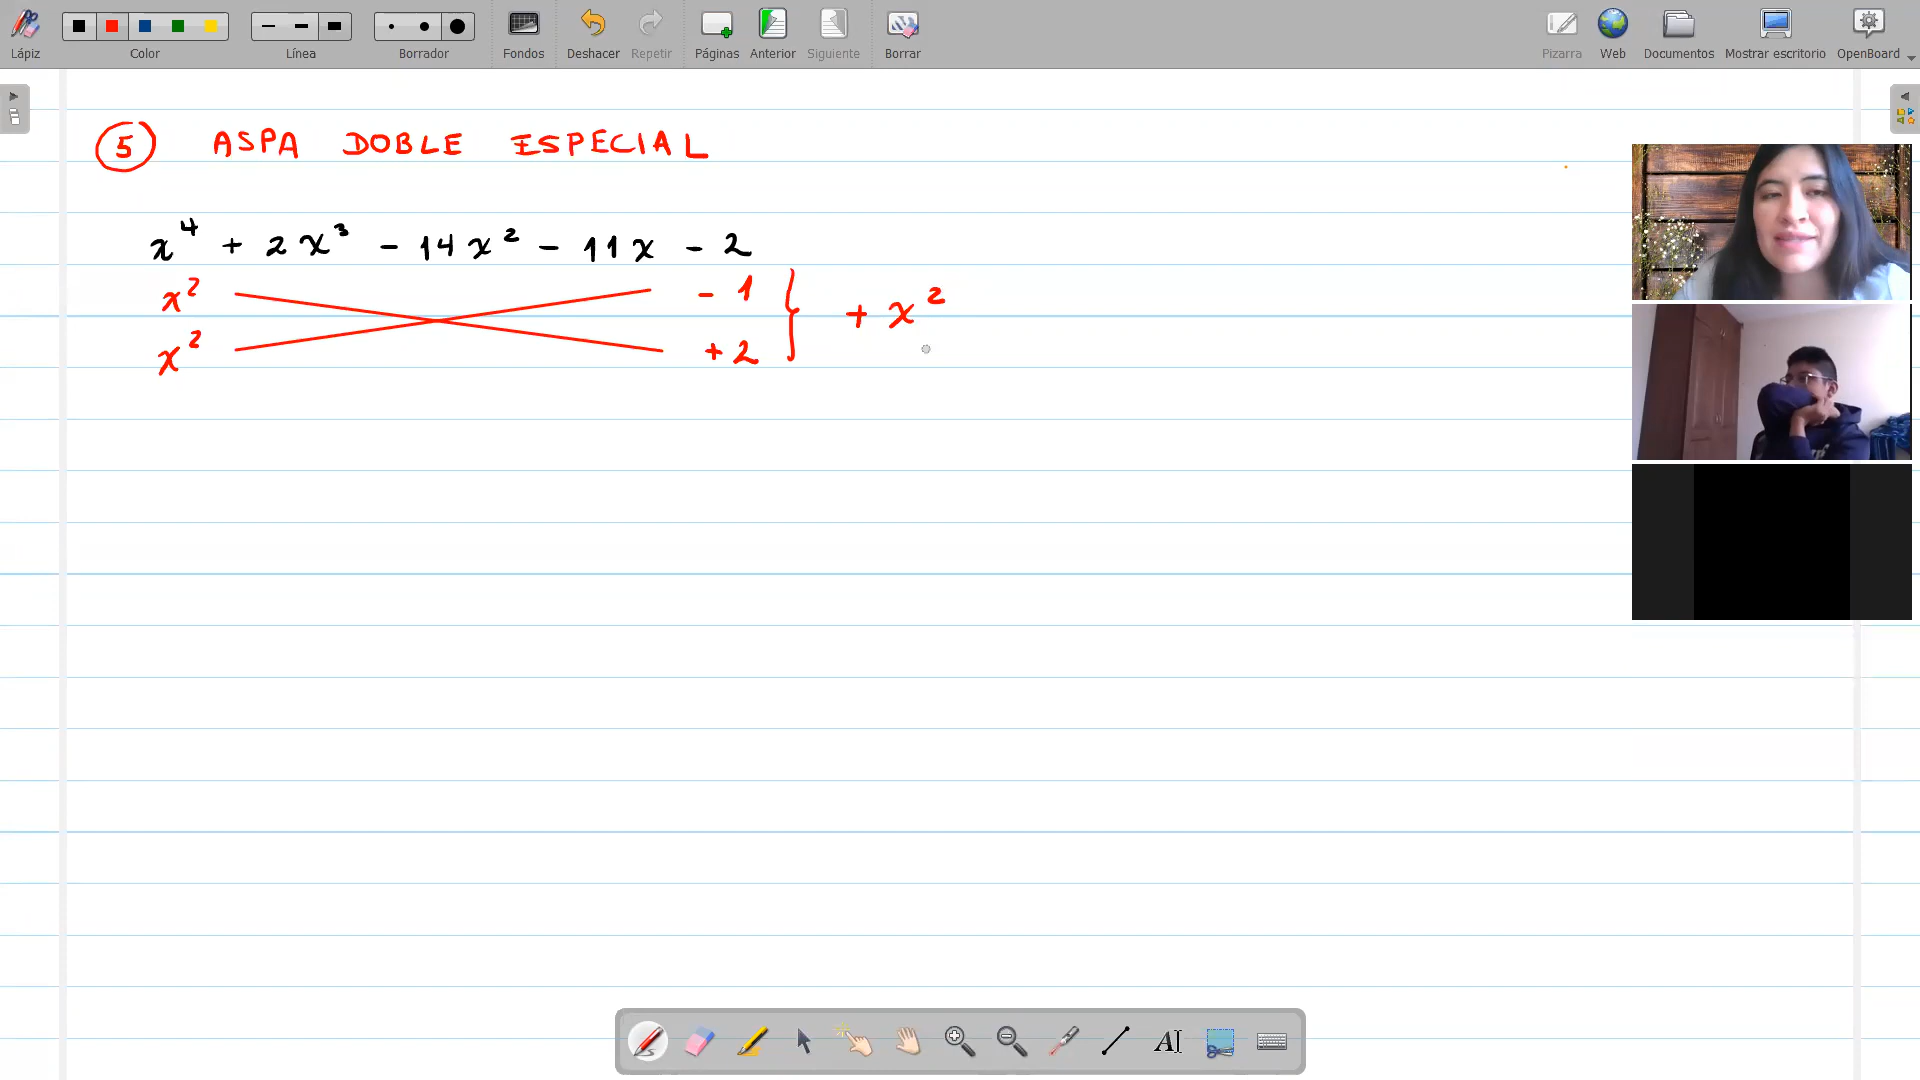 Lápiz Color Línea Borrador Fondos Deshacer Repetir Páginas Anterior Siguiente Borrar Pizarra Web Documentos Mostrar escritorio OpenBoard
5 ASPA DOBLE ESPECIAL
x⁴ + 2x³ - 14x² - 11x - 2
x² - 1
x² + 2 } + x²
AI